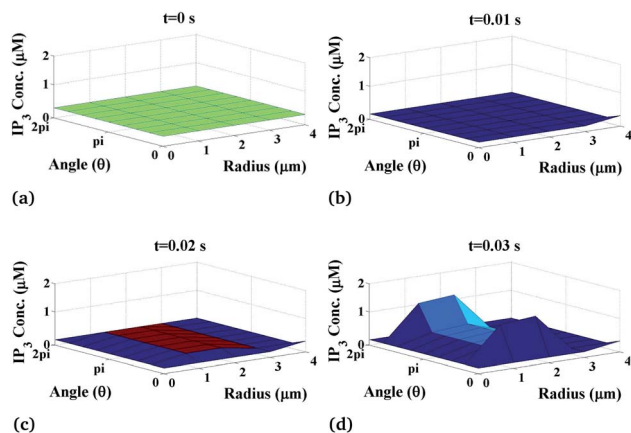 t=0 s
IP3 Conc. (µM)
2
1
0
2pi
pi
0
Angle (θ)
0
1
2
3
4
Radius (µm)
(a)
t=0.01 s
IP3 Conc. (µM)
2
1
0
2pi
pi
0
Angle (θ)
0
1
2
3
4
Radius (µm)
(b)
t=0.02 s
IP3 Conc. (µM)
2
1
0
2pi
pi
0
Angle (θ)
0
1
2
3
4
Radius (µm)
(c)
t=0.03 s
IP3 Conc. (µM)
2
1
0
2pi
pi
0
Angle (θ)
0
1
2
3
4
Radius (µm)
(d)